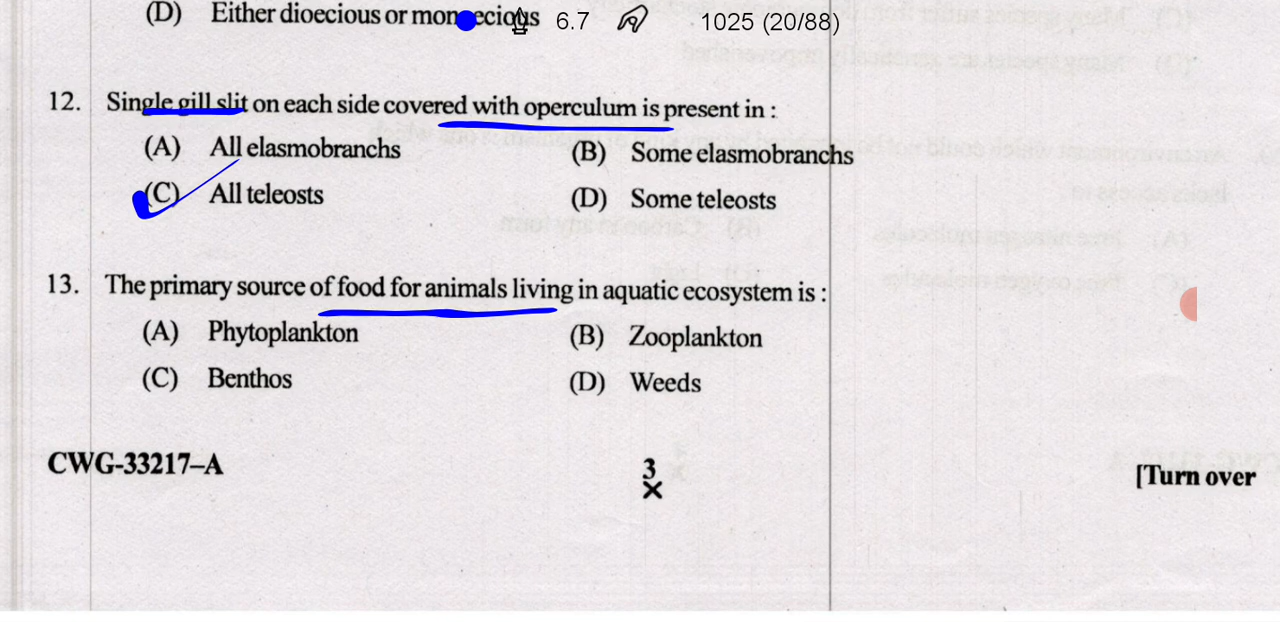 (D) Either dioecious or monoecious 6.7 1025 (20/88)
12. Single gill slit on each side covered with operculum is present in :
(A) All elasmobranchs (B) Some elasmobranchs
(C) All teleosts (D) Some teleosts
13. The primary source of food for animals living in aquatic ecosystem is :
(A) Phytoplankton (B) Zooplankton
(C) Benthos (D) Weeds
CWG-33217–A 3 [Turn over
X